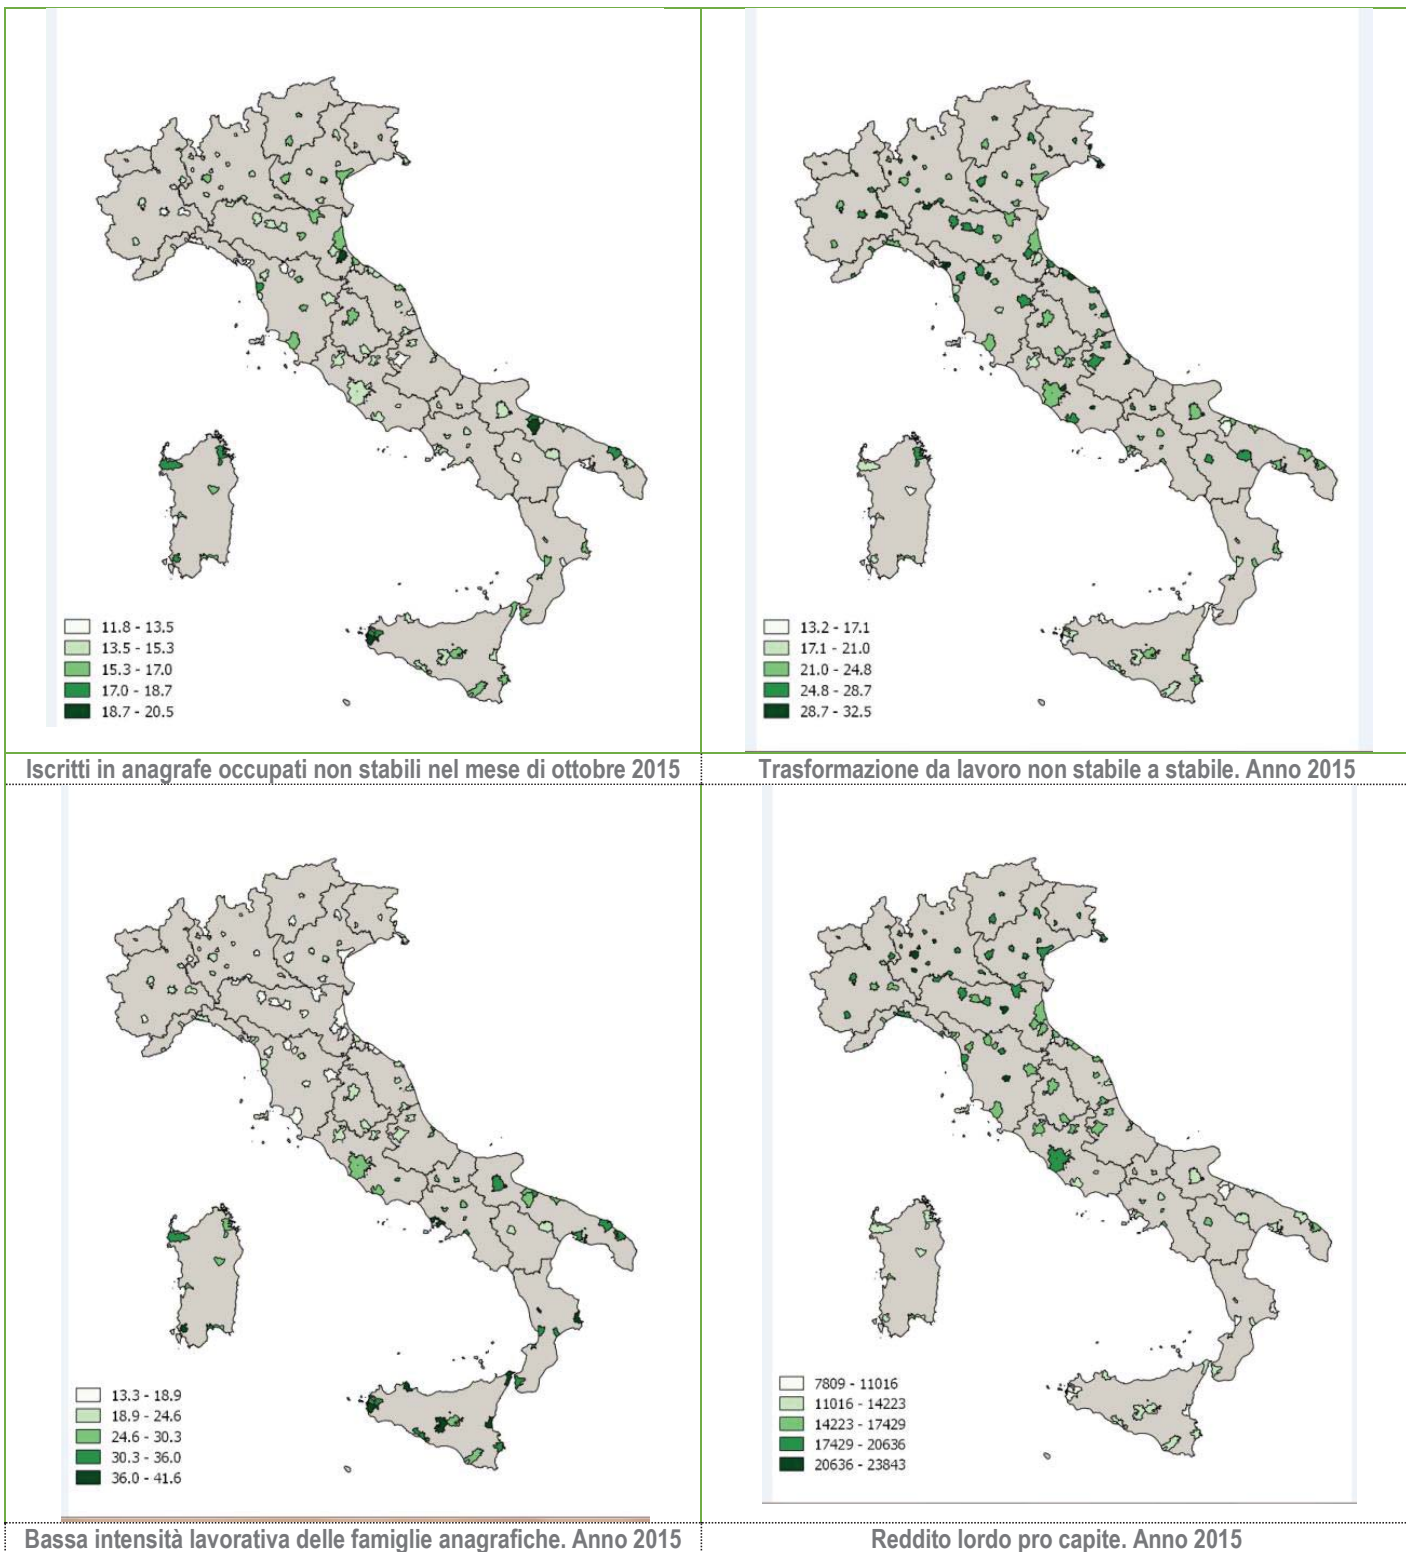 11.8 - 13.5
13.5 - 15.3
15.3 - 17.0
17.0 - 18.7
18.7 - 20.5
Iscritti in anagrafe occupati non stabili nel mese di ottobre 2015
13.2 - 17.1
17.1 - 21.0
21.0 - 24.8
24.8 - 28.7
28.7 - 32.5
Trasformazione da lavoro non stabile a stabile. Anno 2015
13.3 - 18.9
18.9 - 24.6
24.6 - 30.3
30.3 - 36.0
36.0 - 41.6
Bassa intensità lavorativa delle famiglie anagrafiche. Anno 2015
7809 - 11016
11016 - 14223
14223 - 17429
17429 - 20636
20636 - 23843
Reddito lordo pro capite. Anno 2015